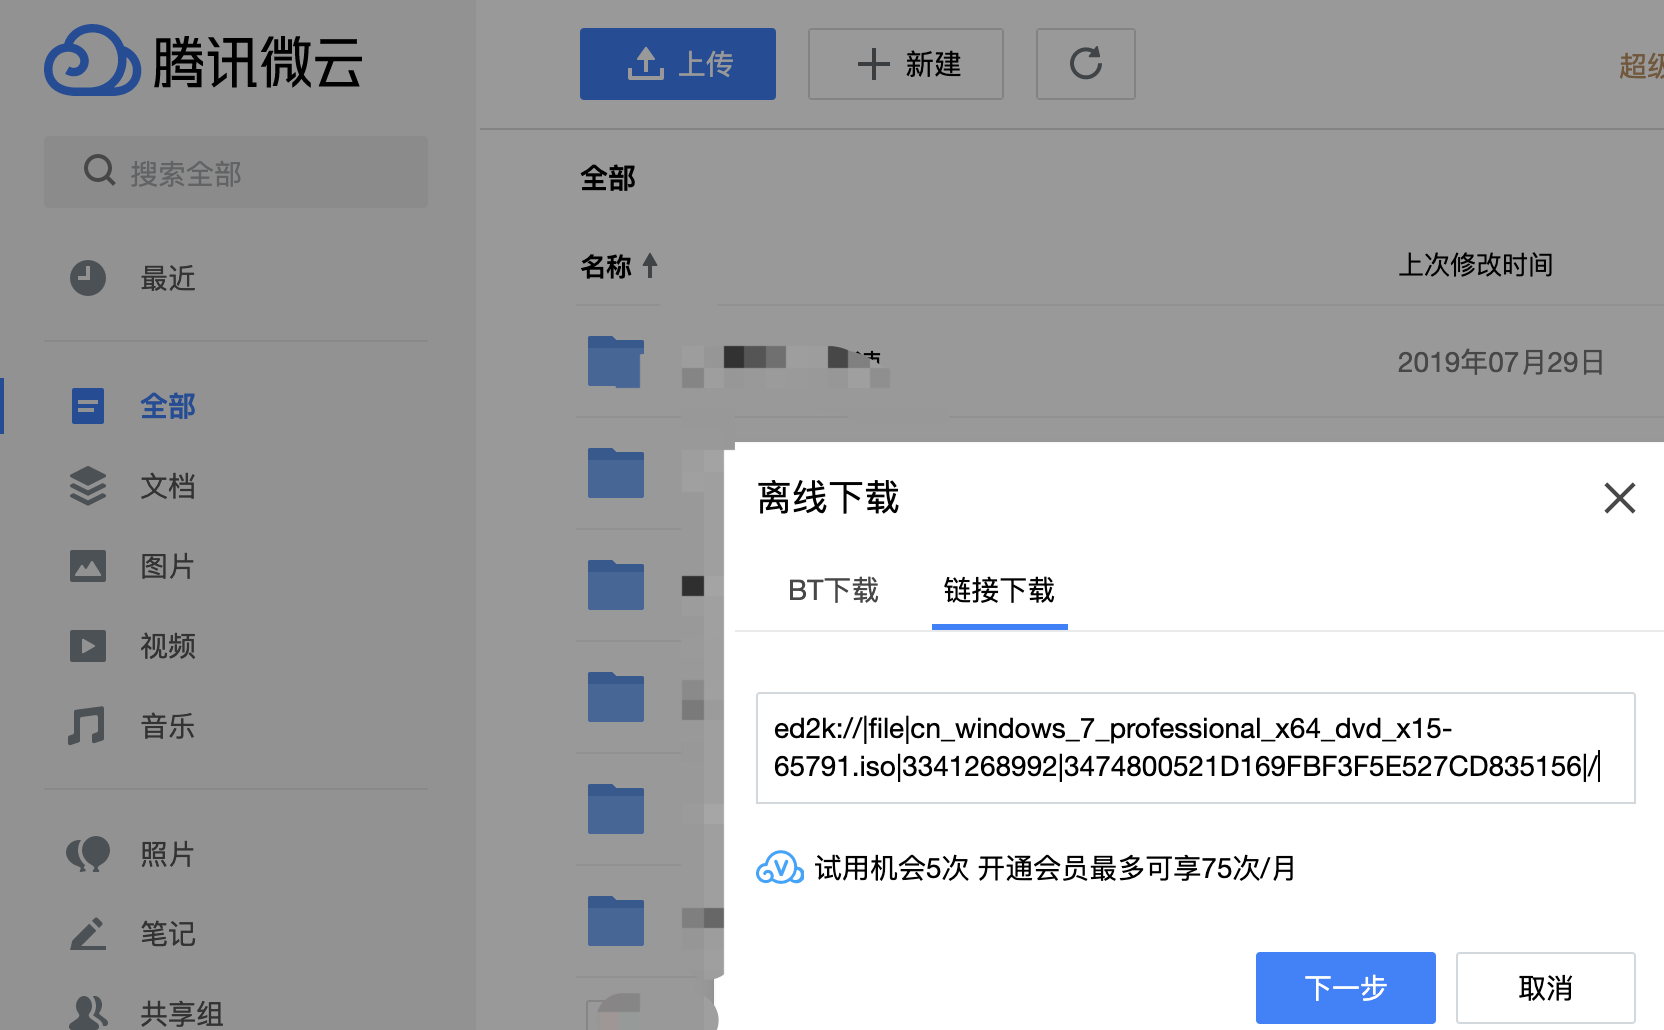 腾讯微云
上传
新建
超级
搜索全部
全部
最近
名称
上次修改时间
2019年07月29日
全部
文档
图片
视频
音乐
照片
笔记
共享组
离线下载
BT下载
链接下载
ed2k://|file|cn_windows_7_professional_x64_dvd_x15-
65791.iso|3341268992|3474800521D169FBF3F5E527CD835156|/
试用机会5次 开通会员最多可享75次/月
下一步
取消